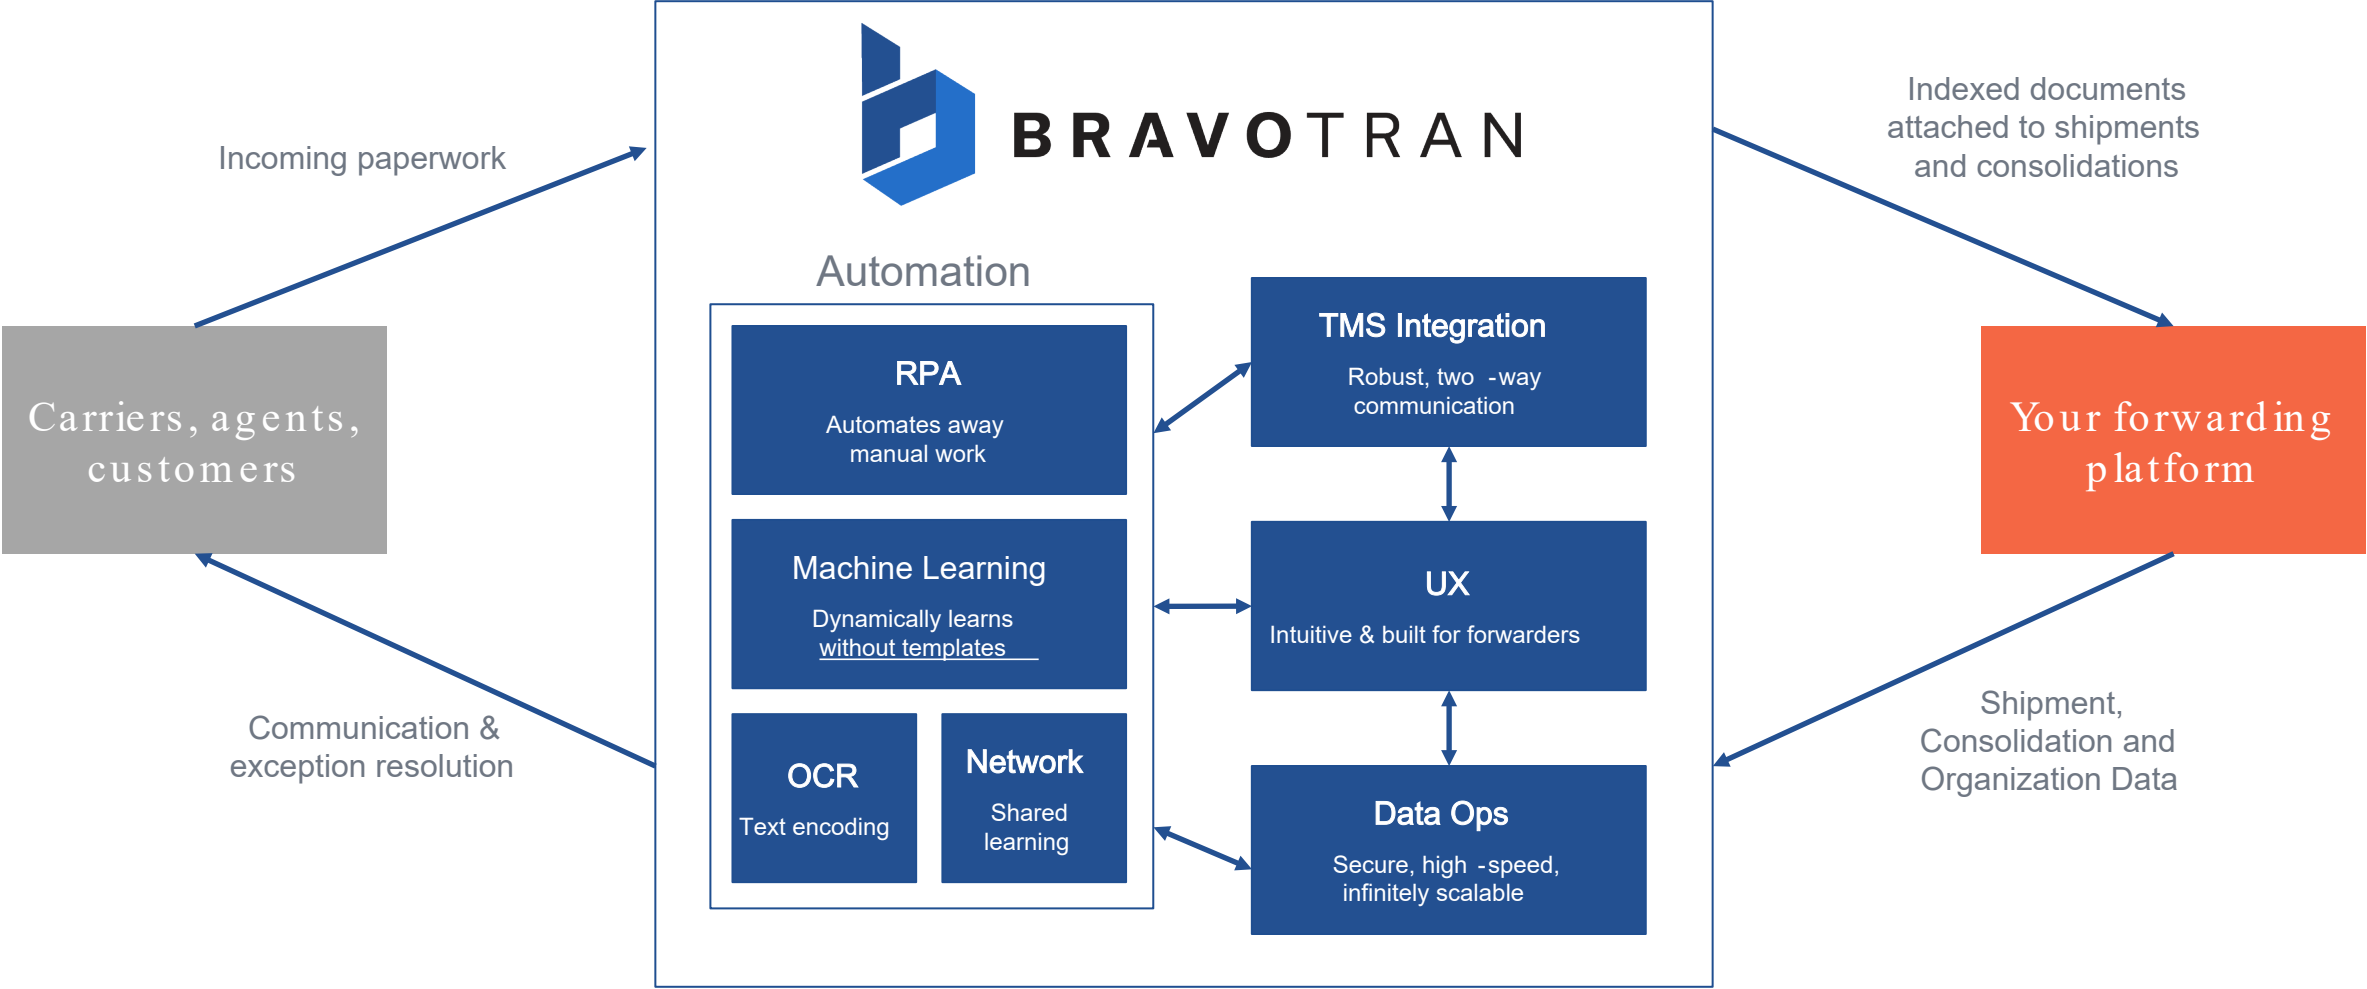 BRAVOTRAN
Incoming paperwork
Indexed documents
attached to shipments
and consolidations
Carriers, agents,
customers
Communication &
exception resolution
Automation
RPA
Automates away
manual work
Machine Learning
Dynamically learns
without templates
OCR
Text encoding
Network
Shared
learning
TMS Integration
Robust, two -way
communication
UX
Intuitive & built for forwarders
Data Ops
Secure, high -speed,
infinitely scalable
Your forwarding
platform
Shipment,
Consolidation and
Organization Data